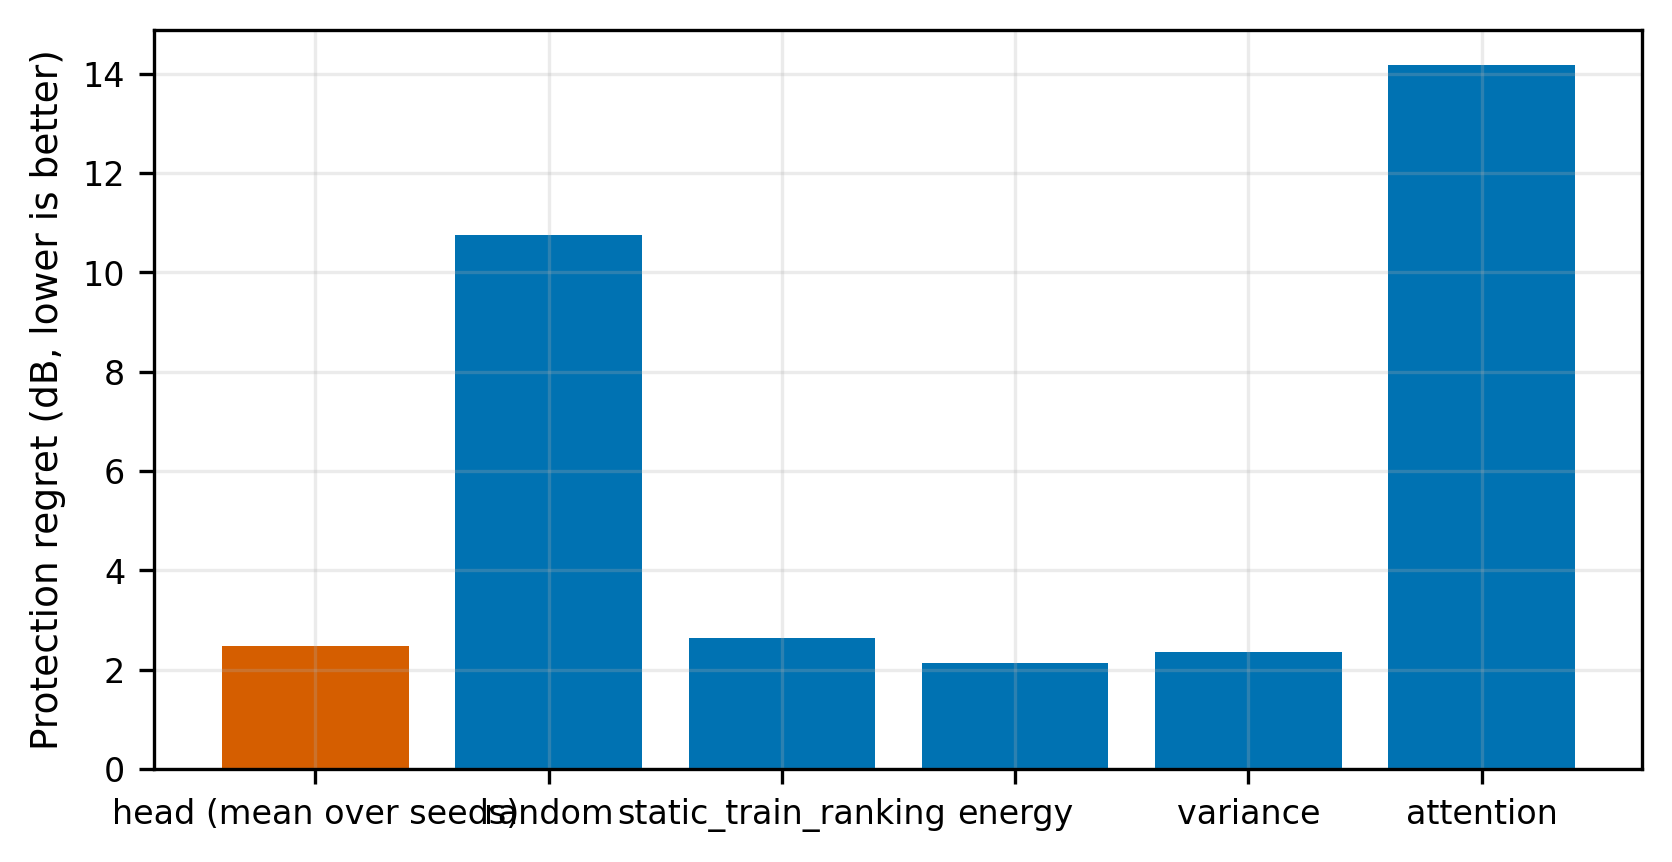 Protection regret (dB, lower is better)
14
12
10
8
6
4
2
0
head (mean over seeds)
random
static_train_ranking
energy
variance
attention